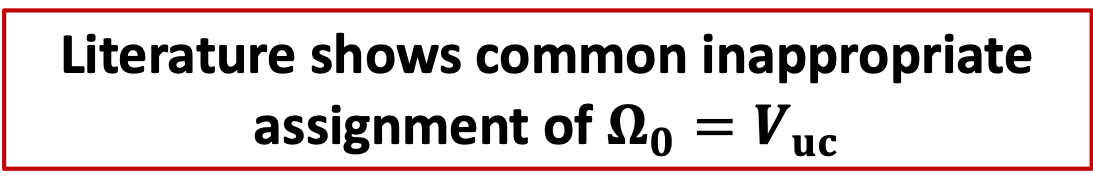 Literature shows common inappropriate
assignment of Ω₀ = V_uc